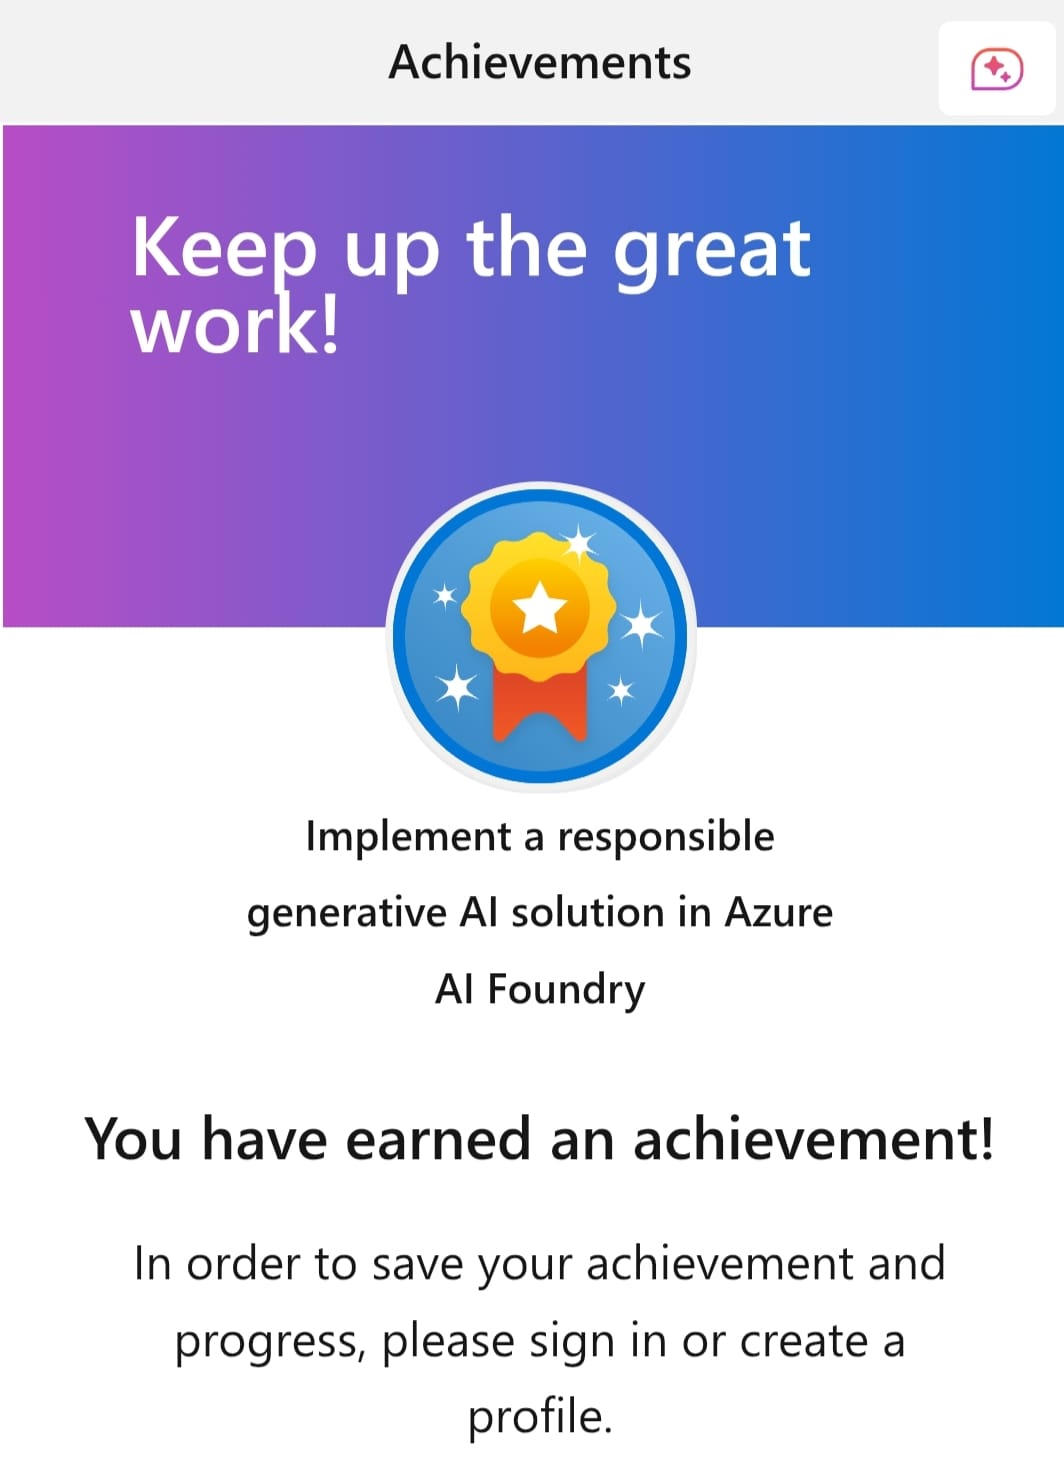 Achievements
Keep up the great
work!
Implement a responsible
generative AI solution in Azure
AI Foundry
You have earned an achievement!
In order to save your achievement and
progress, please sign in or create a
profile.